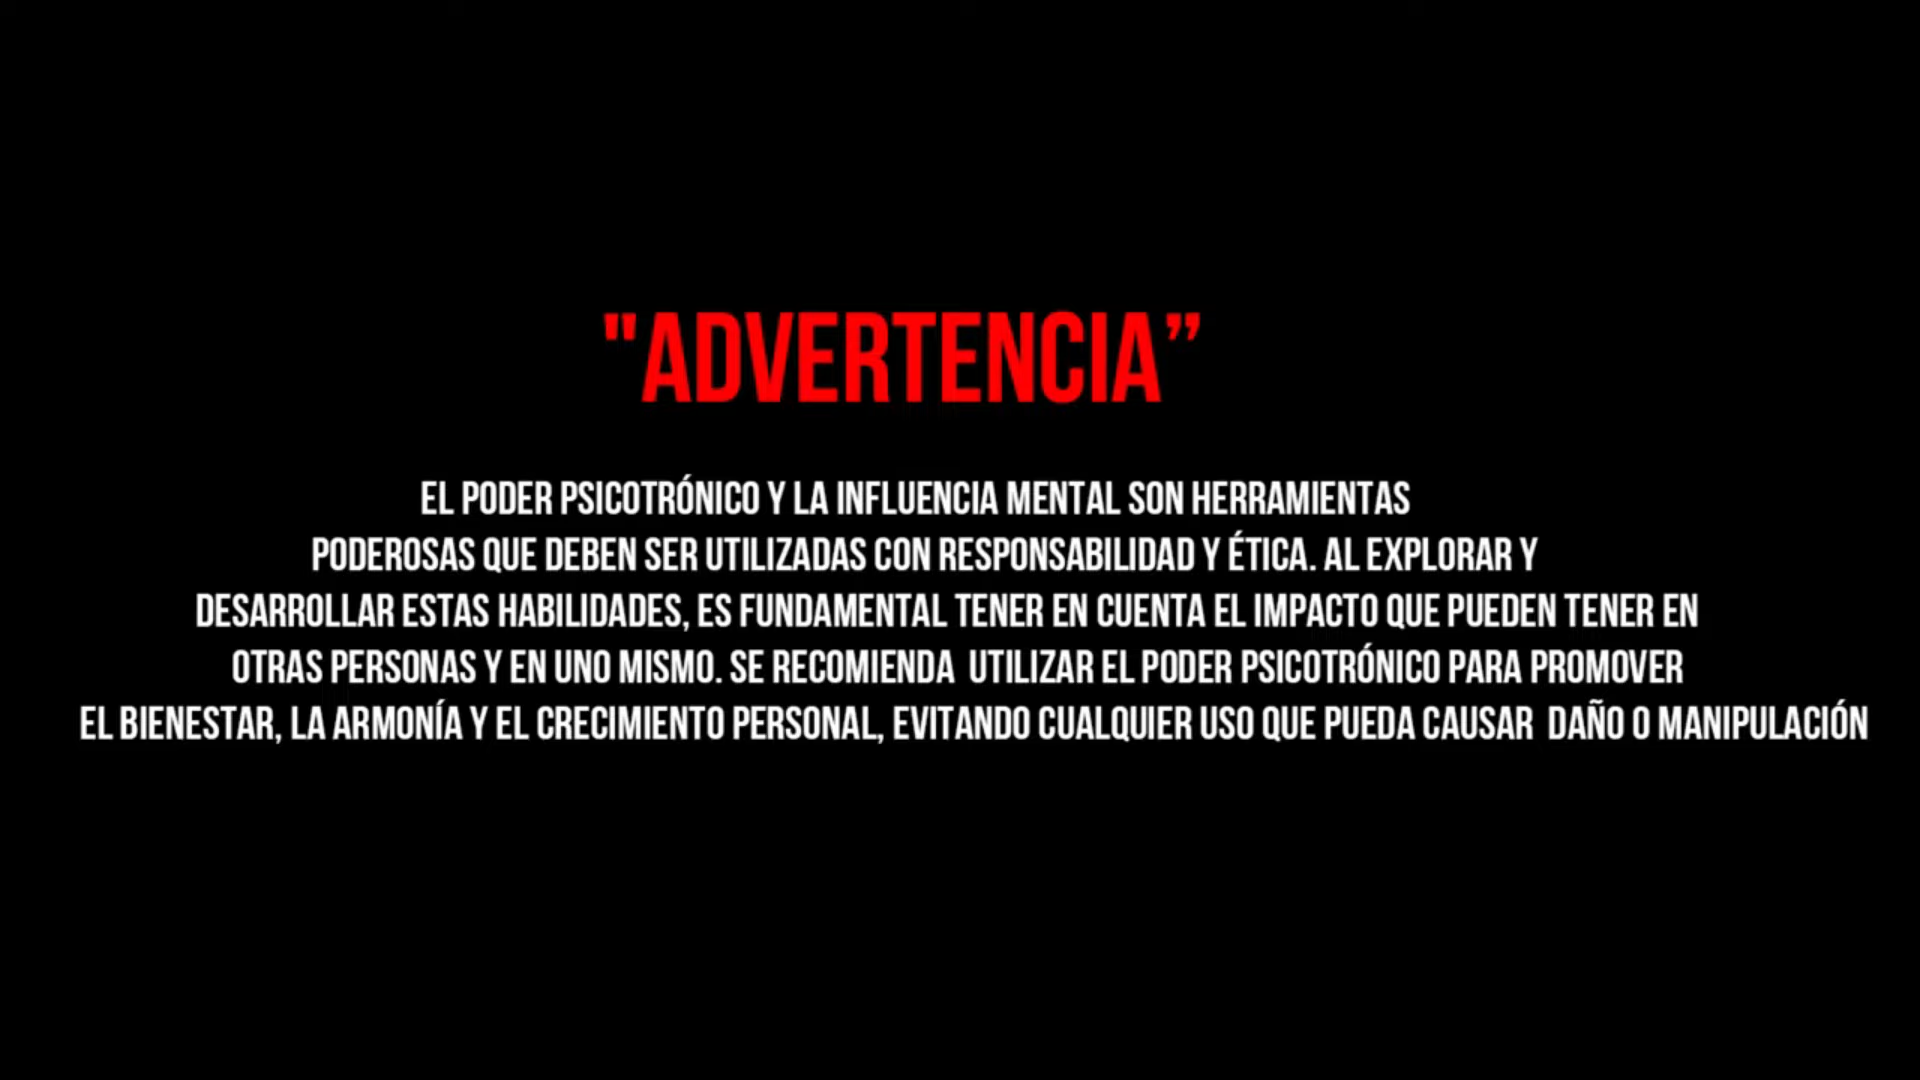 "ADVERTENCIA”
EL PODER PSICOTRÓNICO Y LA INFLUENCIA MENTAL SON HERRAMIENTAS
PODEROSAS QUE DEBEN SER UTILIZADAS CON RESPONSABILIDAD Y ÉTICA. AL EXPLORAR Y
DESARROLLAR ESTAS HABILIDADES, ES FUNDAMENTAL TENER EN CUENTA EL IMPACTO QUE PUEDEN TENER EN
OTRAS PERSONAS Y EN UNO MISMO. SE RECOMIENDA  UTILIZAR EL PODER PSICOTRÓNICO PARA PROMOVER
EL BIENESTAR, LA ARMONÍA Y EL CRECIMIENTO PERSONAL, EVITANDO CUALQUIER USO QUE PUEDA CAUSAR  DAÑO O MANIPULACIÓN